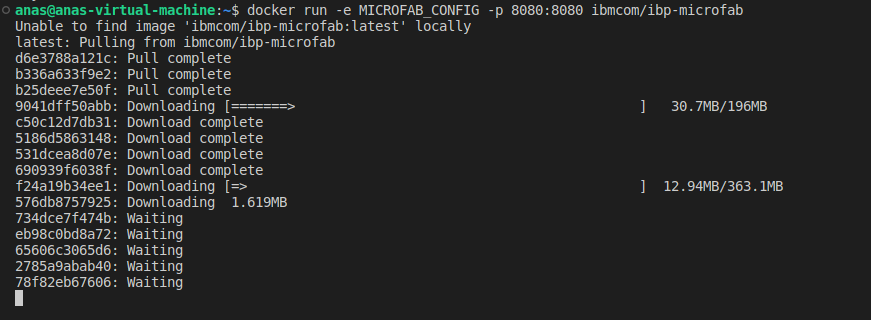 anas@anas-virtual-machine:~$ docker run -e MICROFAB_CONFIG -p 8080:8080 ibmcom/ibp-microfab
Unable to find image 'ibmcom/ibp-microfab:latest' locally
latest: Pulling from ibmcom/ibp-microfab
d6e3788a121c: Pull complete
b336a633f9e2: Pull complete
b25deee7e50f: Pull complete
9041dff50abb: Downloading [=======>                                           ]   30.7MB/196MB
c50c12d7db31: Download complete
5186d5863148: Download complete
531dcea8d07e: Download complete
690939f6038f: Download complete
f24a19b34ee1: Downloading [=>                                                 ]  12.94MB/363.1MB
576db8757925: Downloading  1.619MB
734dce7f474b: Waiting
eb98c0bd8a72: Waiting
65606c3065d6: Waiting
2785a9abab40: Waiting
78f82eb67606: Waiting